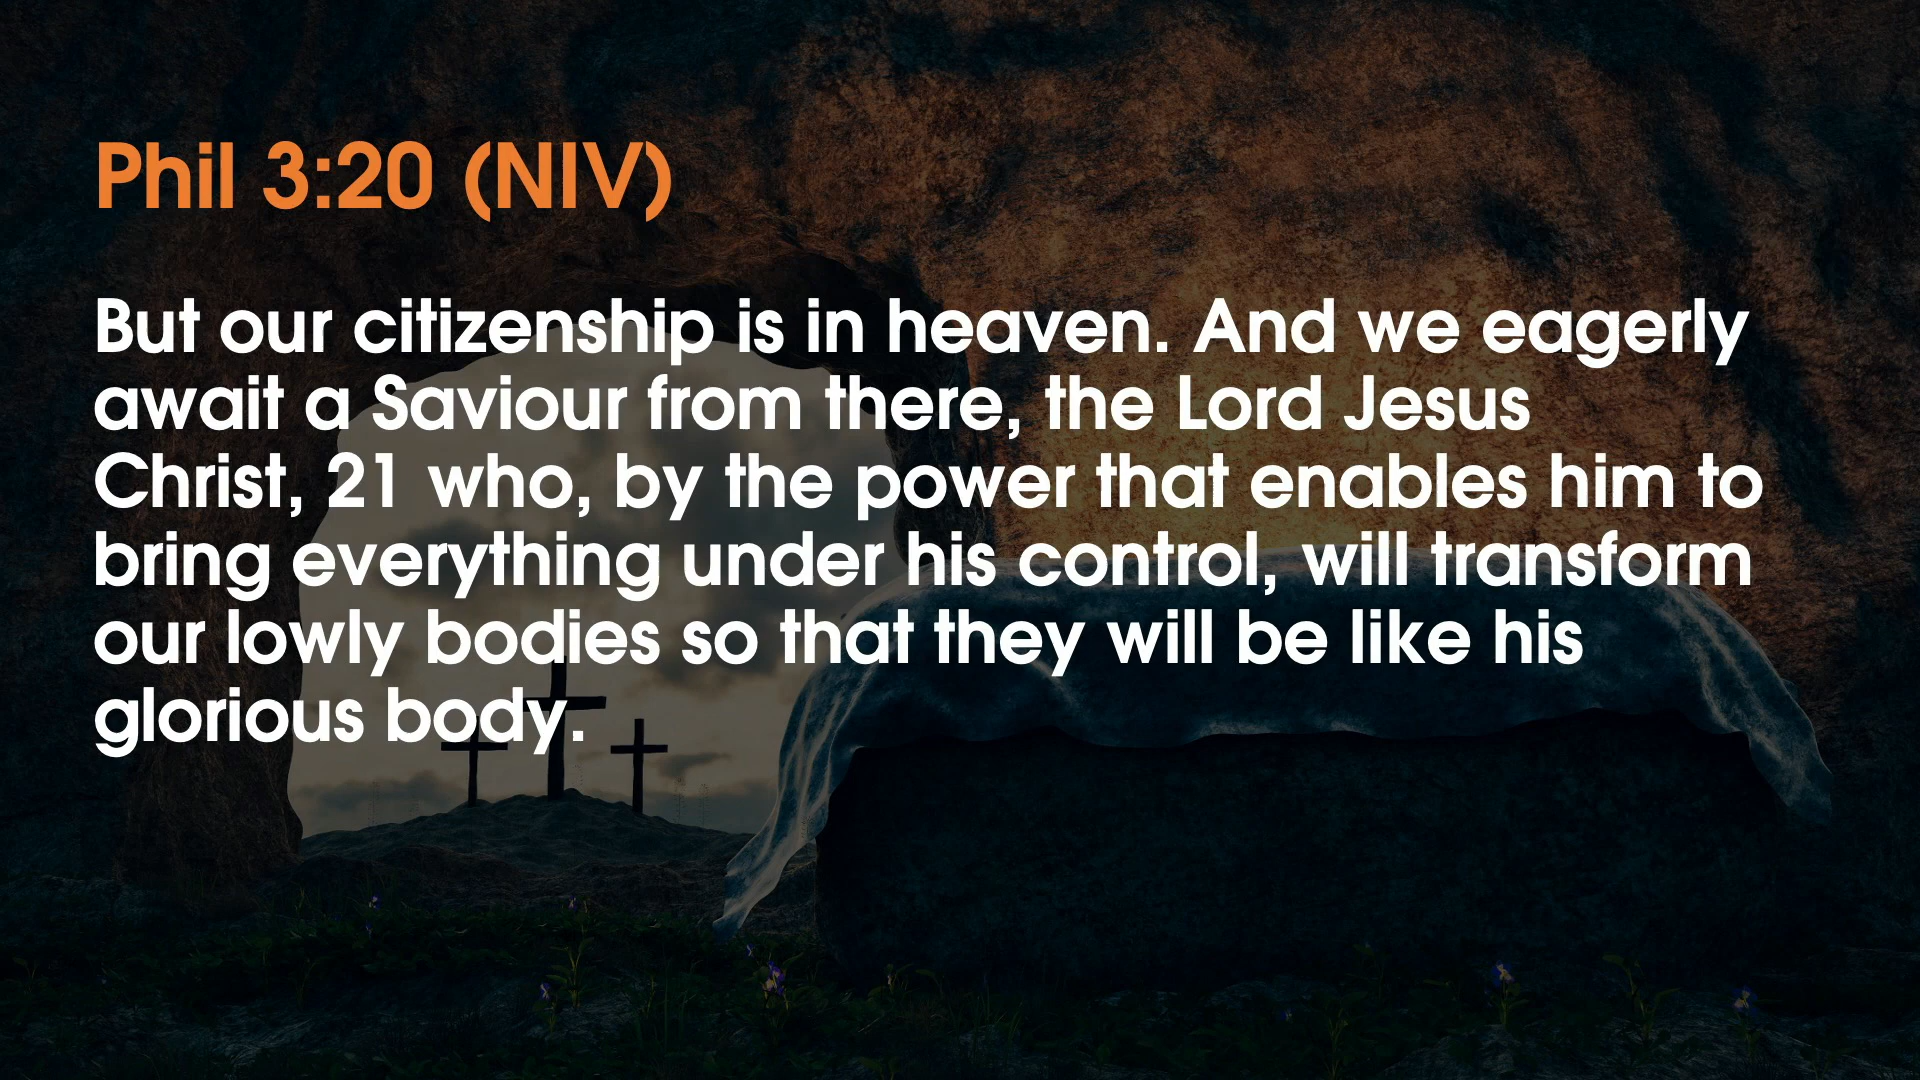 Phil 3:20 (NIV)
But our citizenship is in heaven. And we eagerly
await a Saviour from there, the Lord Jesus
Christ, 21 who, by the power that enables him to
bring everything under his control, will transform
our lowly bodies so that they will be like his
glorious body.